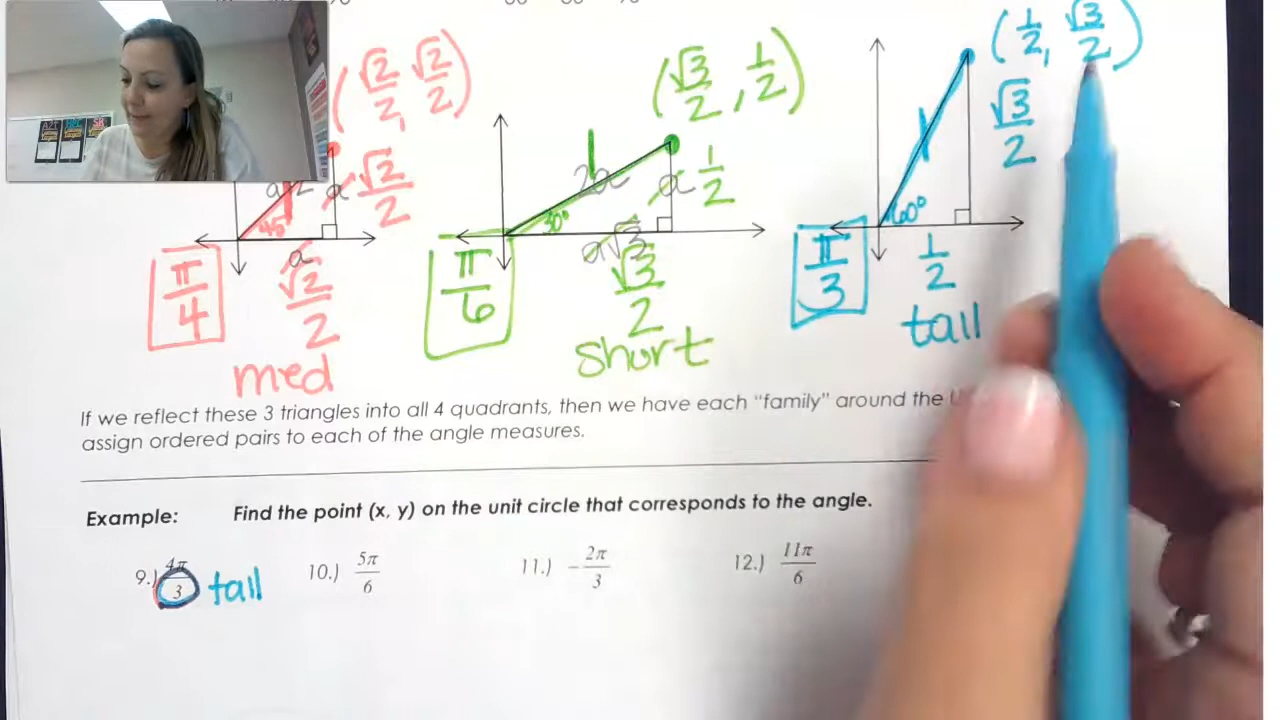 (√2/2, √2/2)
(√3/2, 1/2)
(1/2, √3/2)
√3/2
1
2a
a
1/2
1
a
√2/2
45°
30°
60°
a
a√3
π/4
√2/2
π/6
√3/2
π/3
1/2
med
short
tall
If we reflect these 3 triangles into all 4 quadrants, then we have each “family” around the
assign ordered pairs to each of the angle measures.
Example: Find the point (x, y) on the unit circle that corresponds to the angle.
9.) 4π/3 tall 10.) 5π/6 11.) -2π/3 12.) 11π/6